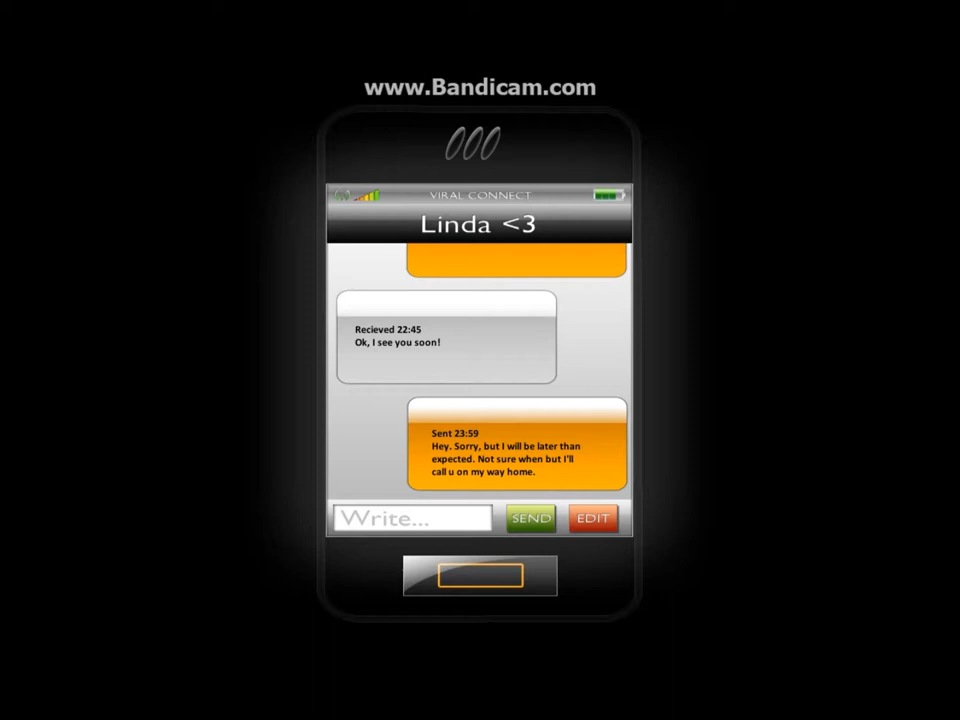 www.Bandicam.com
VIRAL CONNECT
Linda <3
Recieved 22:45
Ok, I see you soon!
Sent 23:59
Hey. Sorry, but I will be later than
expected. Not sure when but I'll
call u on my way home.
Write...
SEND
EDIT